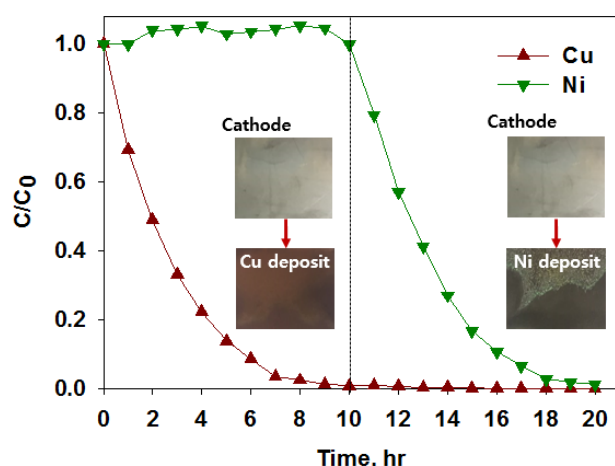 1.0
0.8
0.6
0.4
0.2
0.0
C/C0
Cu
Ni
Cathode
Cu deposit
Cathode
Ni deposit
0 2 4 6 8 10 12 14 16 18 20
Time, hr